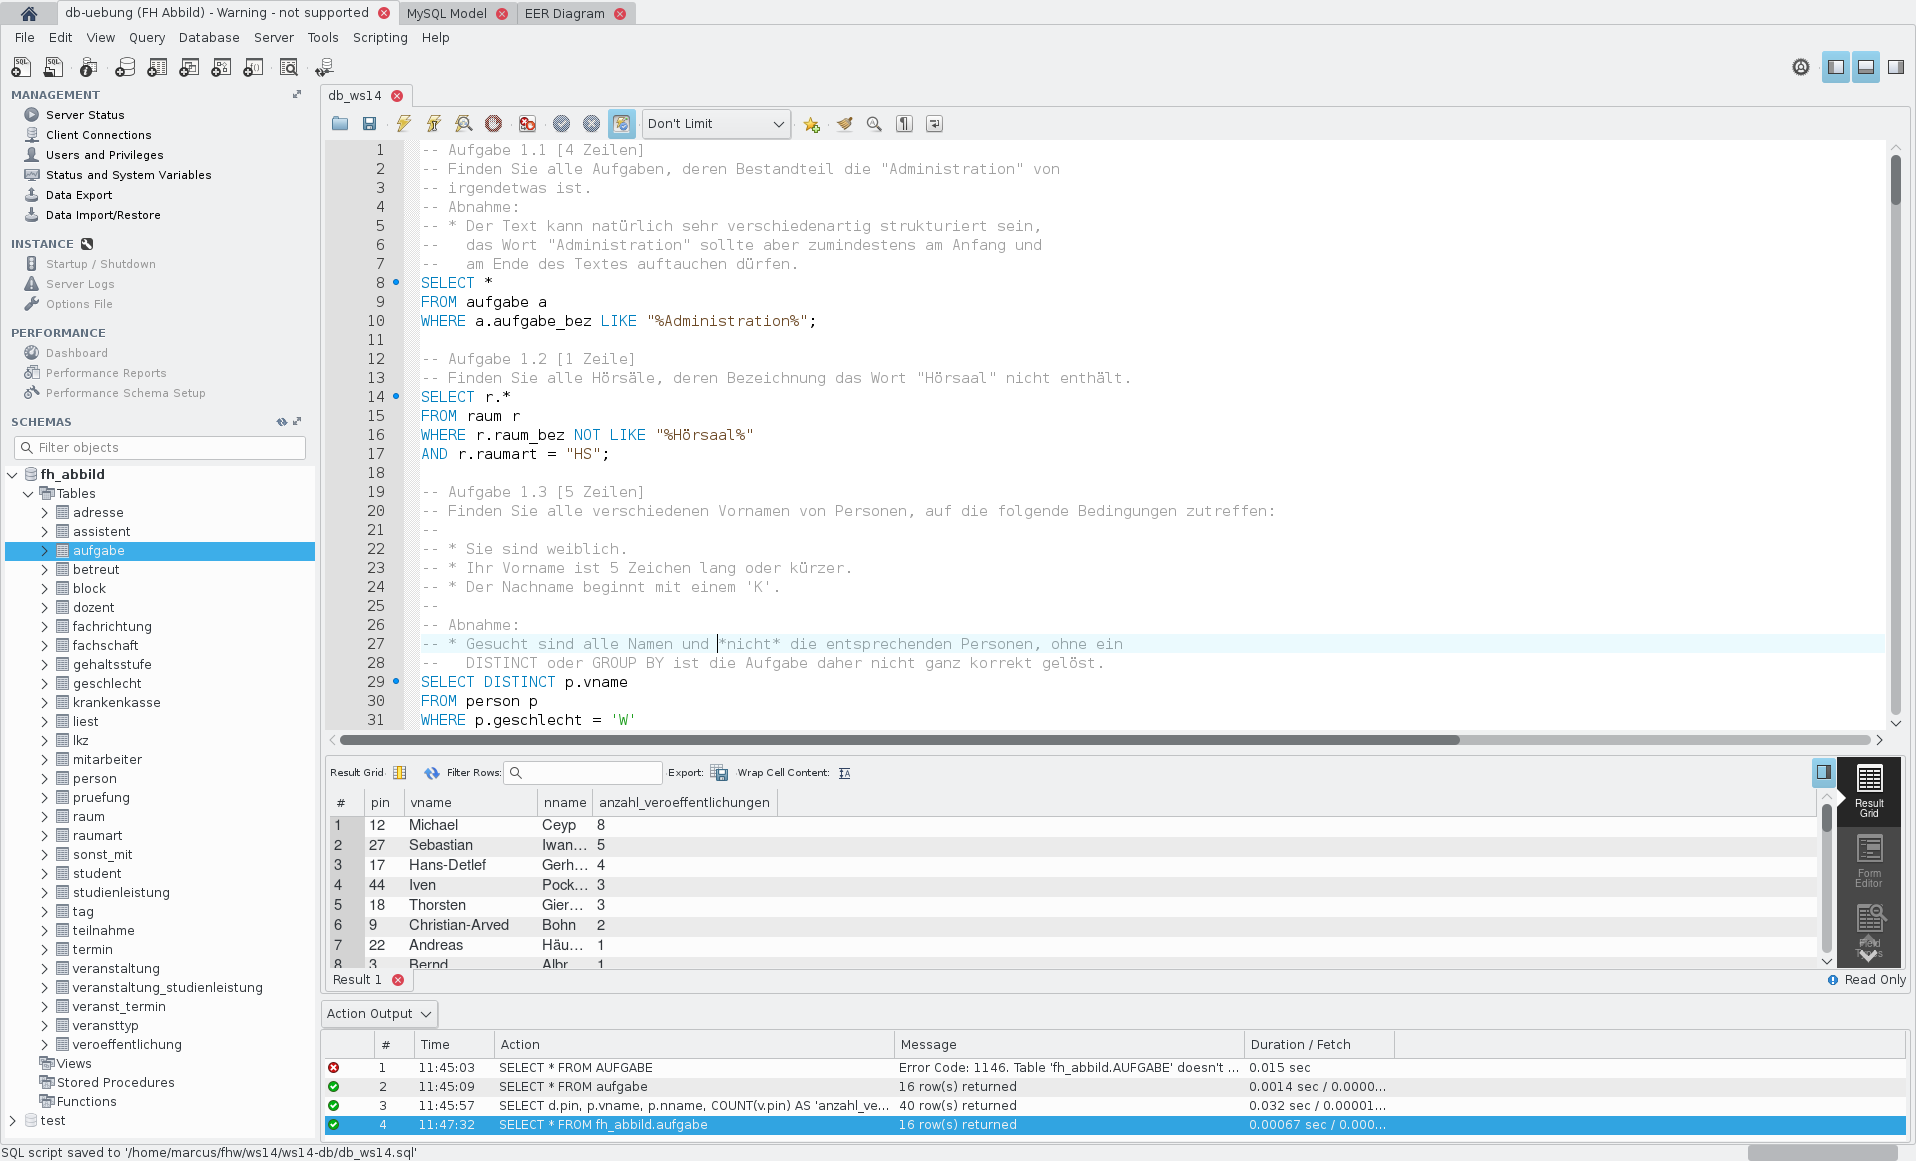 db-uebung (FH Abbild) - Warning - not supported
MySQL Model
EER Diagram
File Edit View Query Database Server Tools Scripting Help
MANAGEMENT
Server Status
Client Connections
Users and Privileges
Status and System Variables
Data Export
Data Import/Restore
INSTANCE
Startup / Shutdown
Server Logs
Options File
PERFORMANCE
Dashboard
Performance Reports
Performance Schema Setup
SCHEMAS
Filter objects
fh_abbild
Tables
adresse
assistent
aufgabe
betreut
block
dozent
fachrichtung
fachschaft
gehaltsstufe
geschlecht
krankenkasse
liest
lkz
mitarbeiter
person
pruefung
raum
raumart
sonst_mit
student
studienleistung
tag
teilnahme
termin
veranstaltung
veranstaltung_studienleistung
veranst_termin
veransttyp
veroeffentlichung
Views
Stored Procedures
Functions
test
db_ws14
Don't Limit
1 -- Aufgabe 1.1 [4 Zeilen]
2 -- Finden Sie alle Aufgaben, deren Bestandteil die "Administration" von
3 -- irgendetwas ist.
4 -- Abnahme:
5 -- * Der Text kann natürlich sehr verschiedenartig strukturiert sein,
6 --   das Wort "Administration" sollte aber zumindestens am Anfang und
7 --   am Ende des Textes auftauchen dürfen.
8 SELECT *
9 FROM aufgabe a
10 WHERE a.aufgabe_bez LIKE "%Administration%";
11
12 -- Aufgabe 1.2 [1 Zeile]
13 -- Finden Sie alle Hörsäle, deren Bezeichnung das Wort "Hörsaal" nicht enthält.
14 SELECT r.*
15 FROM raum r
16 WHERE r.raum_bez NOT LIKE "%Hörsaal%"
17 AND r.raumart = "HS";
18
19 -- Aufgabe 1.3 [5 Zeilen]
20 -- Finden Sie alle verschiedenen Vornamen von Personen, auf die folgende Bedingungen zutreffen:
21 --
22 -- * Sie sind weiblich.
23 -- * Ihr Vorname ist 5 Zeichen lang oder kürzer.
24 -- * Der Nachname beginnt mit einem 'K'.
25 --
26 -- Abnahme:
27 -- * Gesucht sind alle Namen und *nicht* die entsprechenden Personen, ohne ein
28 --   DISTINCT oder GROUP BY ist die Aufgabe daher nicht ganz korrekt gelöst.
29 SELECT DISTINCT p.vname
30 FROM person p
31 WHERE p.geschlecht = 'W'
Result Grid Filter Rows: Export: Wrap Cell Content:
# pin vname nname anzahl_veroeffentlichungen
1 12 Michael Ceyp 8
2 27 Sebastian Iwan... 5
3 17 Hans-Detlef Gerh... 4
4 44 Iven Pock... 3
5 18 Thorsten Gier... 3
6 9 Christian-Arved Bohn 2
7 22 Andreas Häu... 1
8 3 Bernd Albr 1
Result Grid
Form Editor
Field Types
Result 1
Read Only
Action Output
# Time Action Message Duration / Fetch
1 11:45:03 SELECT * FROM AUFGABE Error Code: 1146. Table 'fh_abbild.AUFGABE' doesn't ... 0.015 sec
2 11:45:09 SELECT * FROM aufgabe 16 row(s) returned 0.0014 sec / 0.0000...
3 11:45:57 SELECT d.pin, p.vname, p.nname, COUNT(v.pin) AS 'anzahl_ve... 40 row(s) returned 0.032 sec / 0.00001...
4 11:47:32 SELECT * FROM fh_abbild.aufgabe 16 row(s) returned 0.00067 sec / 0.000...
SQL script saved to '/home/marcus/fhw/ws14/ws14-db/db_ws14.sql'